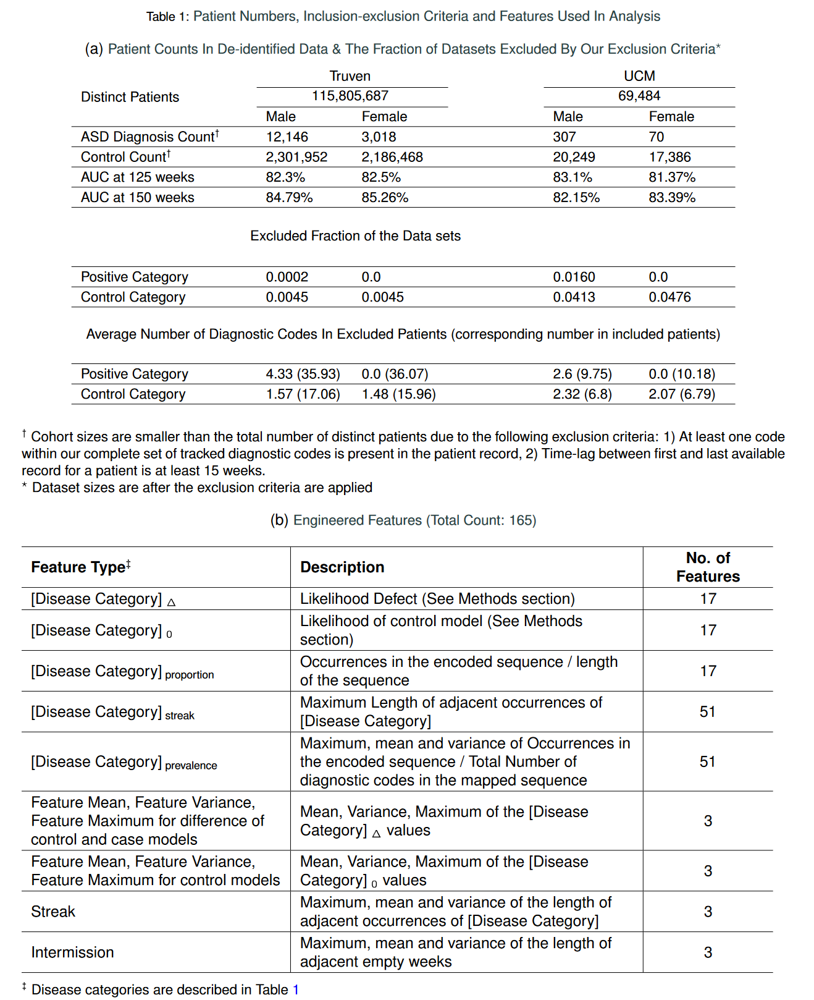 Table 1: Patient Numbers, Inclusion-exclusion Criteria and Features Used In Analysis
(a) Patient Counts In De-identified Data & The Fraction of Datasets Excluded By Our Exclusion Criteria*
Truven UCM
Distinct Patients 115,805,687 69,484
Male Female Male Female
ASD Diagnosis Count† 12,146 3,018 307 70
Control Count† 2,301,952 2,186,468 20,249 17,386
AUC at 125 weeks 82.3% 82.5% 83.1% 81.37%
AUC at 150 weeks 84.79% 85.26% 82.15% 83.39%
Excluded Fraction of the Data sets
Positive Category 0.0002 0.0 0.0160 0.0
Control Category 0.0045 0.0045 0.0413 0.0476
Average Number of Diagnostic Codes In Excluded Patients (corresponding number in included patients)
Positive Category 4.33 (35.93) 0.0 (36.07) 2.6 (9.75) 0.0 (10.18)
Control Category 1.57 (17.06) 1.48 (15.96) 2.32 (6.8) 2.07 (6.79)
† Cohort sizes are smaller than the total number of distinct patients due to the following exclusion criteria: 1) At least one code
within our complete set of tracked diagnostic codes is present in the patient record, 2) Time-lag between first and last available
record for a patient is at least 15 weeks.
* Dataset sizes are after the exclusion criteria are applied
(b) Engineered Features (Total Count: 165)
Feature Type‡ Description No. of
Features
[Disease Category] △ Likelihood Defect (See Methods section) 17
[Disease Category] 0 Likelihood of control model (See Methods
section) 17
[Disease Category] proportion Occurrences in the encoded sequence / length
of the sequence 17
[Disease Category] streak Maximum Length of adjacent occurrences of
[Disease Category] 51
[Disease Category] prevalence Maximum, mean and variance of Occurrences in
the encoded sequence / Total Number of
diagnostic codes in the mapped sequence 51
Feature Mean, Feature Variance,
Feature Maximum for difference of
control and case models Mean, Variance, Maximum of the [Disease
Category] △ values 3
Feature Mean, Feature Variance,
Feature Maximum for control models Mean, Variance, Maximum of the [Disease
Category] 0 values 3
Streak Maximum, mean and variance of the length of
adjacent occurrences of [Disease Category] 3
Intermission Maximum, mean and variance of the length of
adjacent empty weeks 3
‡ Disease categories are described in Table 1